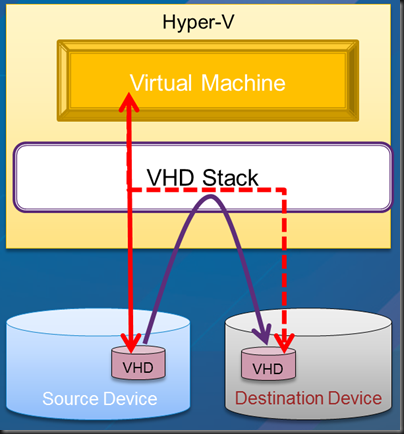 Hyper-V
Virtual Machine
VHD Stack
VHD
VHD
Source Device
Destination Device